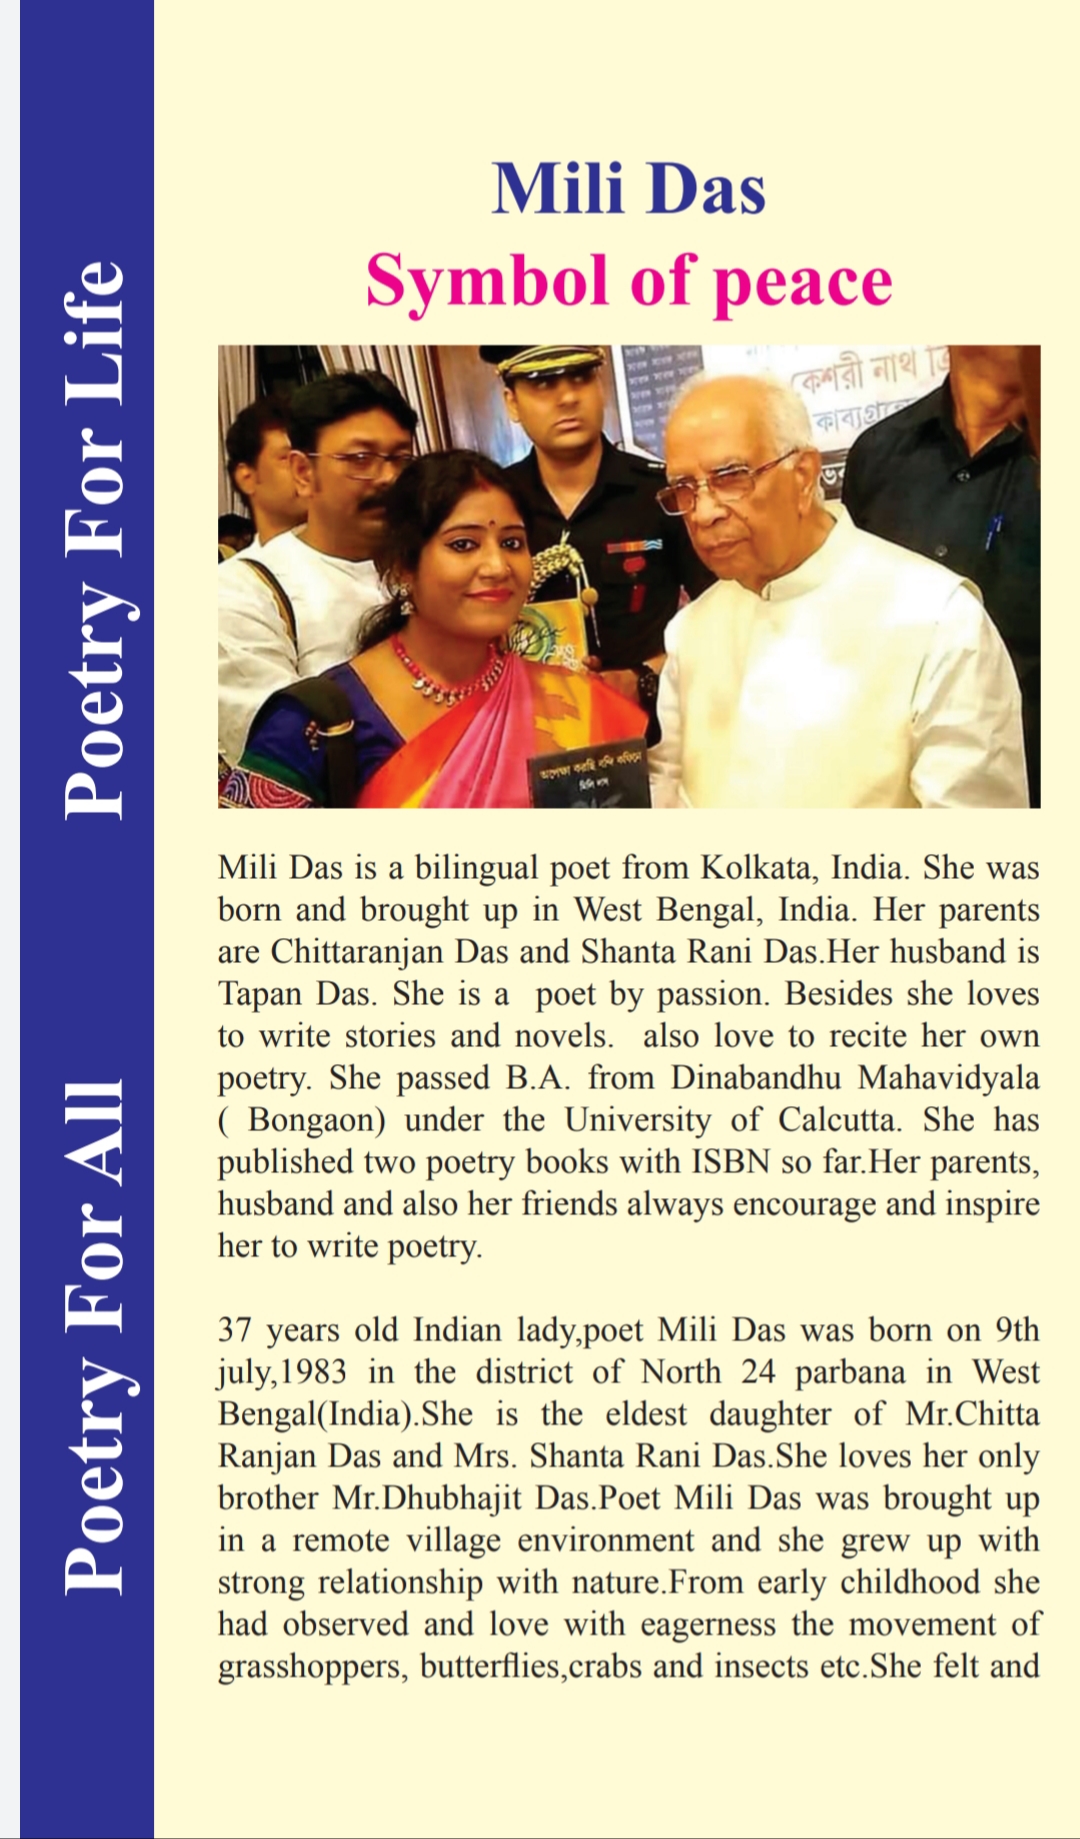 Poetry For All Poetry For Life
Mili Das
Symbol of peace
কেশরী নাথ ত্রি
কাব্যগ্রন্থের
অপেক্ষা করছি বন্দি কফিনে
মিলি দাস
Mili Das is a bilingual poet from Kolkata, India. She was
born and brought up in West Bengal, India. Her parents
are Chittaranjan Das and Shanta Rani Das.Her husband is
Tapan Das. She is a poet by passion. Besides she loves
to write stories and novels. also love to recite her own
poetry. She passed B.A. from Dinabandhu Mahavidyala
( Bongaon) under the University of Calcutta. She has
published two poetry books with ISBN so far.Her parents,
husband and also her friends always encourage and inspire
her to write poetry.
37 years old Indian lady,poet Mili Das was born on 9th
july,1983 in the district of North 24 parbana in West
Bengal(India).She is the eldest daughter of Mr.Chitta
Ranjan Das and Mrs. Shanta Rani Das.She loves her only
brother Mr.Dhubhajit Das.Poet Mili Das was brought up
in a remote village environment and she grew up with
strong relationship with nature.From early childhood she
had observed and love with eagerness the movement of
grasshoppers, butterflies,crabs and insects etc.She felt and